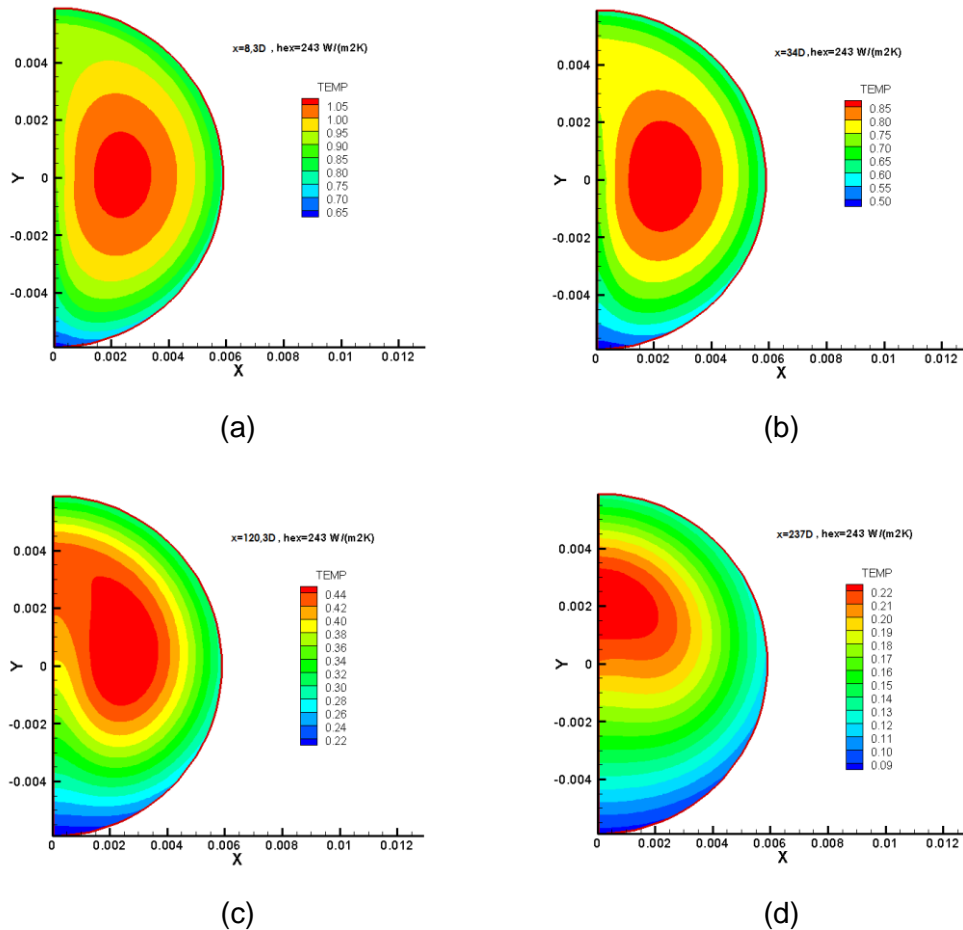 x=8,3D , hex=243 W/(m2K)
TEMP
1.05
1.00
0.95
0.90
0.85
0.80
0.75
0.70
0.65
Y
0.004
0.002
0
-0.002
-0.004
0 0.002 0.004 0.006 0.008 0.01 0.012
X
(a)
x=34D , hex=243 W/(m2K)
TEMP
0.85
0.80
0.75
0.70
0.65
0.60
0.55
0.50
Y
0.004
0.002
0
-0.002
-0.004
0 0.002 0.004 0.006 0.008 0.01 0.012
X
(b)
x=120,3D , hex=243 W/(m2K)
TEMP
0.44
0.42
0.40
0.38
0.36
0.34
0.32
0.30
0.28
0.26
0.24
0.22
Y
0.004
0.002
0
-0.002
-0.004
0 0.002 0.004 0.006 0.008 0.01 0.012
X
(c)
x=237D , hex=243 W/(m2K)
TEMP
0.22
0.21
0.20
0.19
0.18
0.17
0.16
0.15
0.14
0.13
0.12
0.11
0.10
0.09
Y
0.004
0.002
0
-0.002
-0.004
0 0.002 0.004 0.006 0.008 0.01 0.012
X
(d)